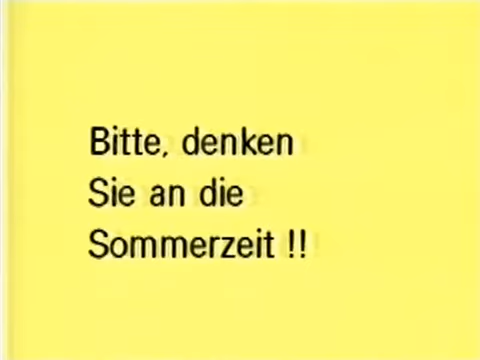 Bitte, denken
Sie an die
Sommerzeit !!